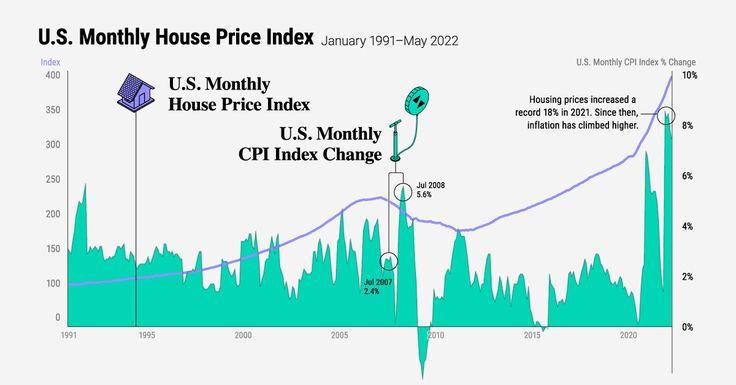 U.S. Monthly House Price Index January 1991–May 2022
Index
U.S. Monthly CPI Index % Change
400
350
300
250
200
150
100
0
10%
8%
6%
4%
2%
0%
U.S. Monthly
House Price Index
U.S. Monthly
CPI Index Change
Housing prices increased a
record 18% in 2021. Since then,
inflation has climbed higher.
Jul 2008
5.6%
Jul 2007
2.4%
1991
1995
2000
2005
2010
2015
2020